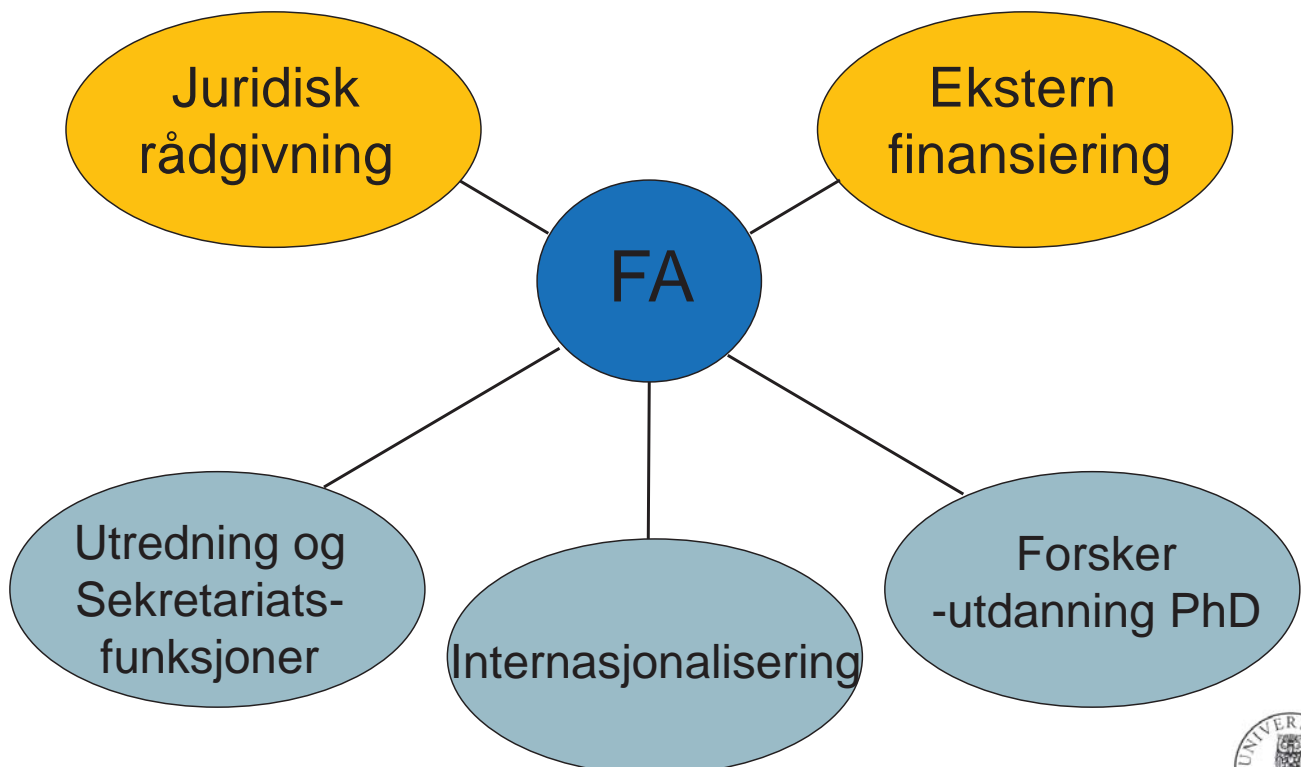 Juridisk
rådgivning
Ekstern
finansiering
FA
Utredning og
Sekretariats-
funksjoner
Internasjonalisering
Forsker
-utdanning PhD